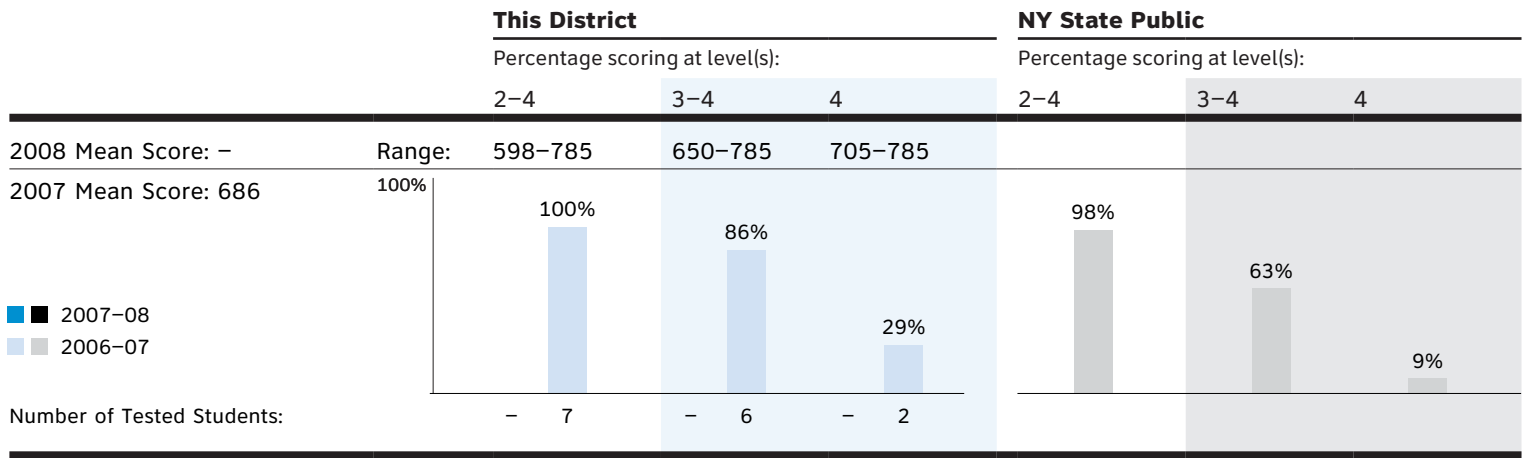 This District NY State Public
Percentage scoring at level(s): Percentage scoring at level(s):
2–4 3–4 4 2–4 3–4 4
2008 Mean Score: – Range: 598–785 650–785 705–785
2007 Mean Score: 686 100%
100% 86% 29% 98% 63% 9%
2007–08
2006–07
Number of Tested Students: – 7 – 6 – 2